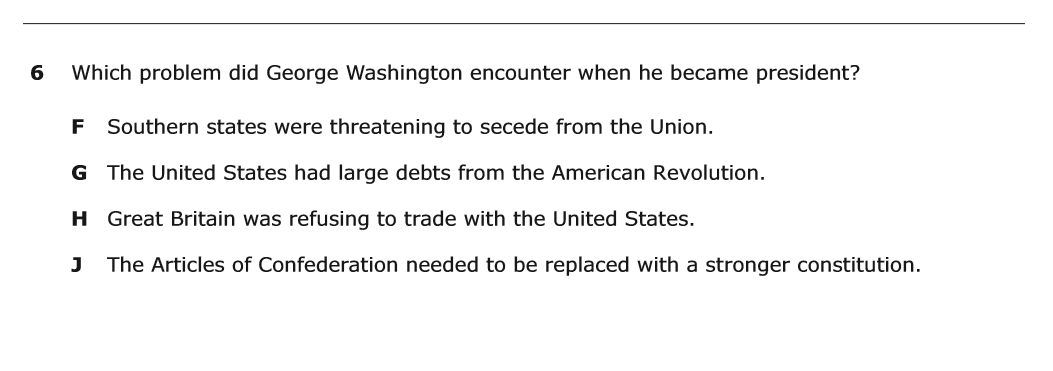 6 Which problem did George Washington encounter when he became president?
F Southern states were threatening to secede from the Union.
G The United States had large debts from the American Revolution.
H Great Britain was refusing to trade with the United States.
J The Articles of Confederation needed to be replaced with a stronger constitution.